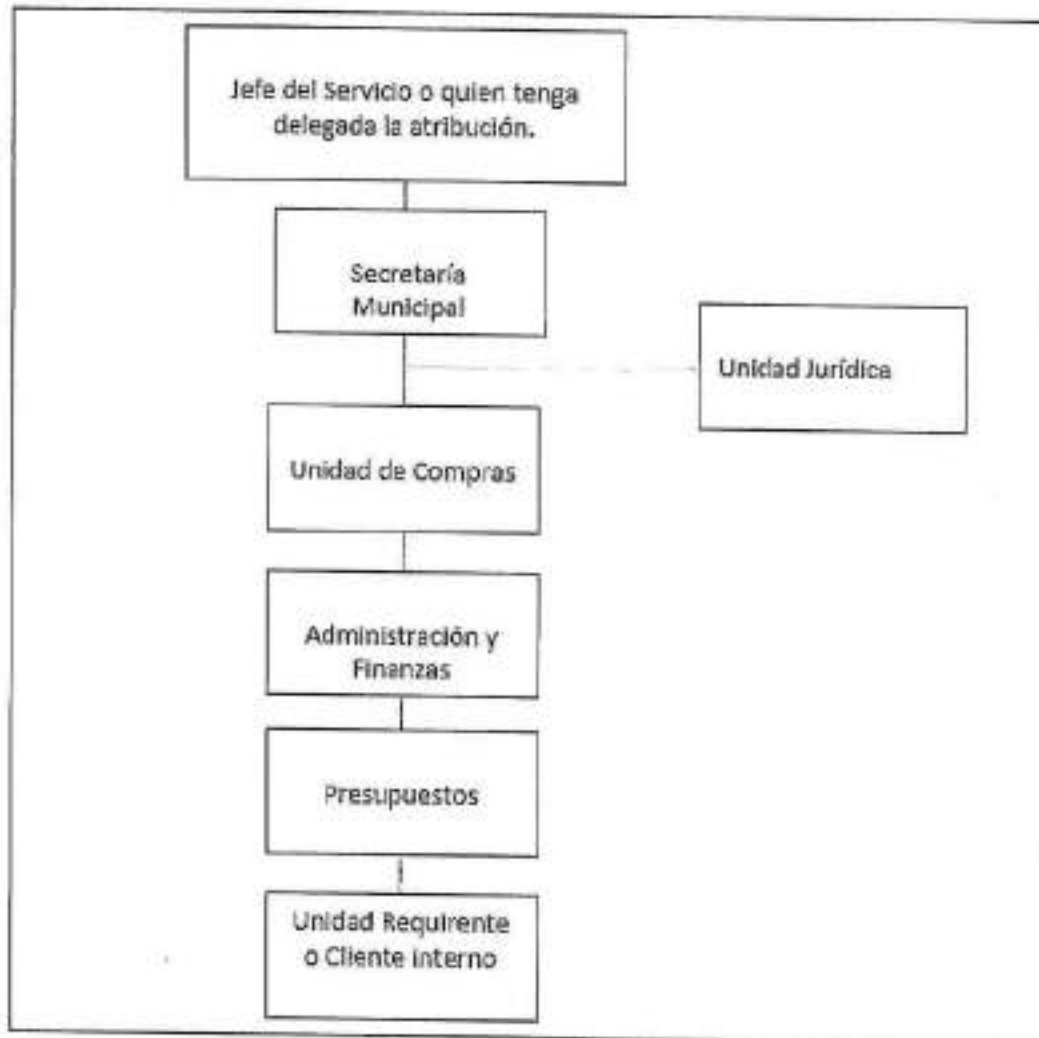 Jefe del Servicio o quien tenga
delegada la atribución.
Secretaría
Municipal
Unidad Jurídica
Unidad de Compras
Administración y
Finanzas
Presupuestos
Unidad Requirente
o Cliente interno